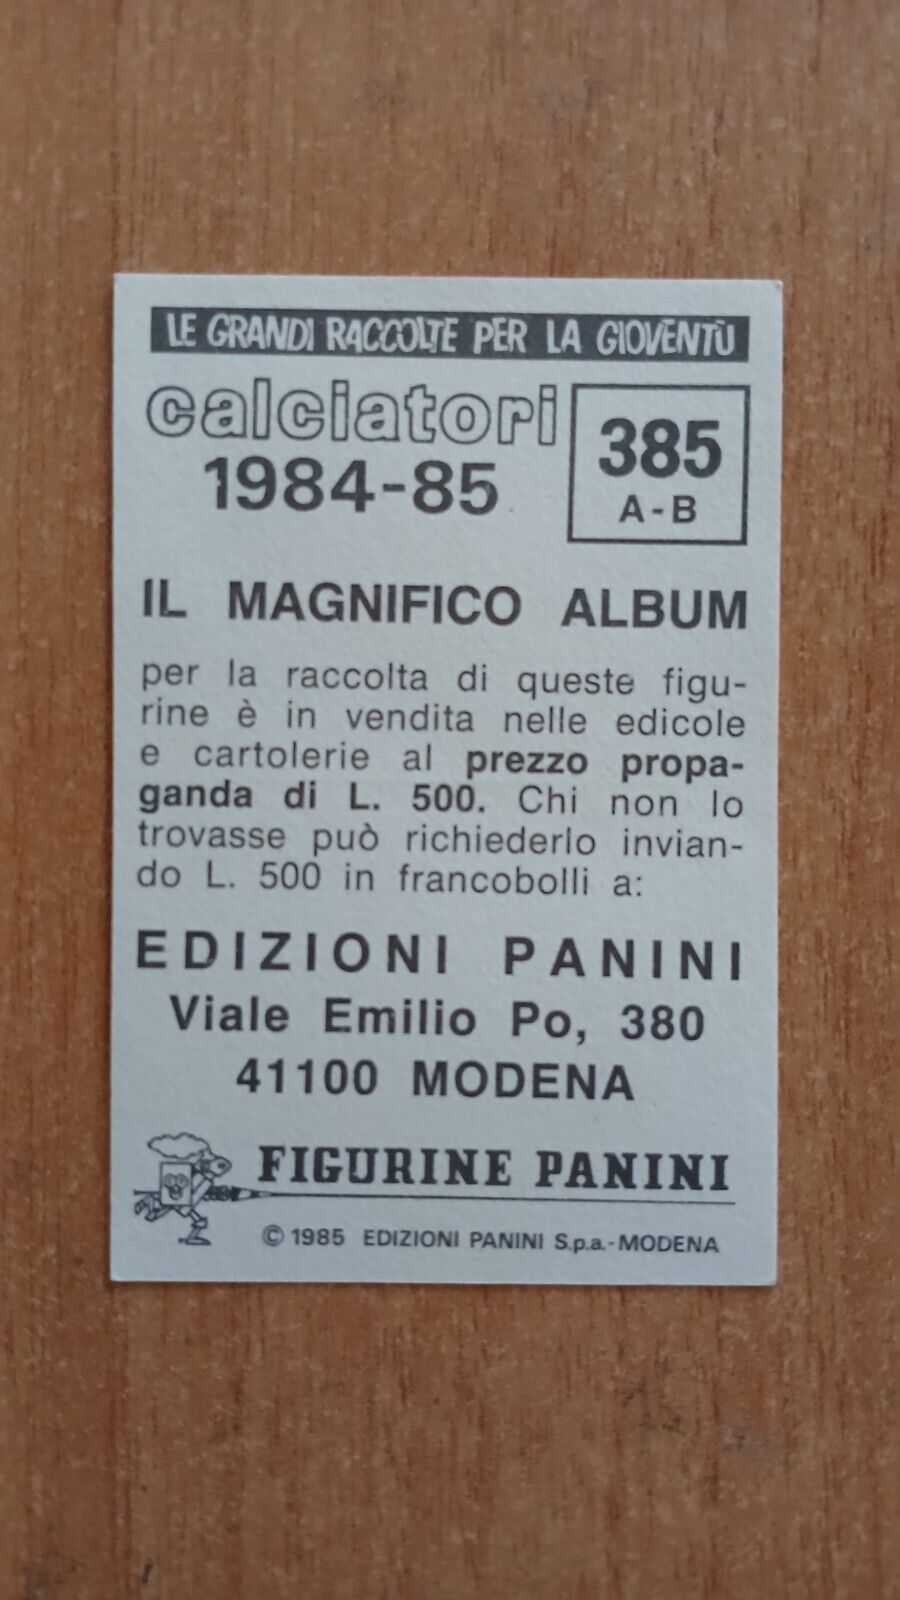 LE GRANDI RACCOLTE PER LA GIOVENTÙ
calciatori
1984-85
385
A-B
IL MAGNIFICO ALBUM
per la raccolta di queste figu-
rine è in vendita nelle edicole
e cartolerie al prezzo propa-
ganda di L. 500. Chi non lo
trovasse può richiederlo invian-
do L. 500 in francobolli a:
EDIZIONI PANINI
Viale Emilio Po, 380
41100 MODENA
FIGURINE PANINI
© 1985 EDIZIONI PANINI S.p.a.-MODENA